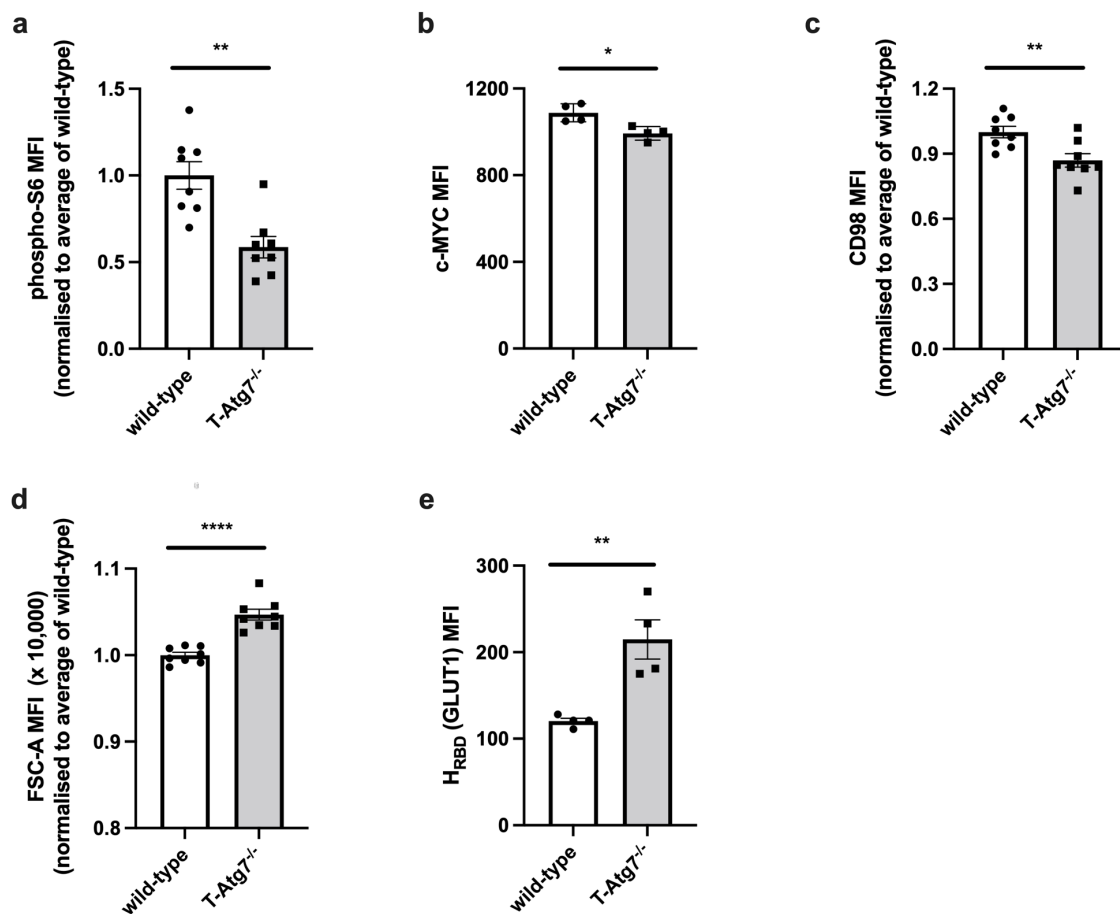 a
phospho-S6 MFI
(normalised to average of wild-type)
**
1.5
1.0
0.5
0.0
wild-type
T-Atg7-/-
b
c-MYC MFI
*
1200
900
600
300
0
wild-type
T-Atg7-/-
c
CD98 MFI
(normalised to average of wild-type)
**
1.2
0.9
0.6
0.3
0.0
wild-type
T-Atg7-/-
d
FSC-A MFI (x 10,000)
(normalised to average of wild-type)
****
1.1
1.0
0.9
0.8
wild-type
T-Atg7-/-
e
HRBD (GLUT1) MFI
**
300
200
100
0
wild-type
T-Atg7-/-